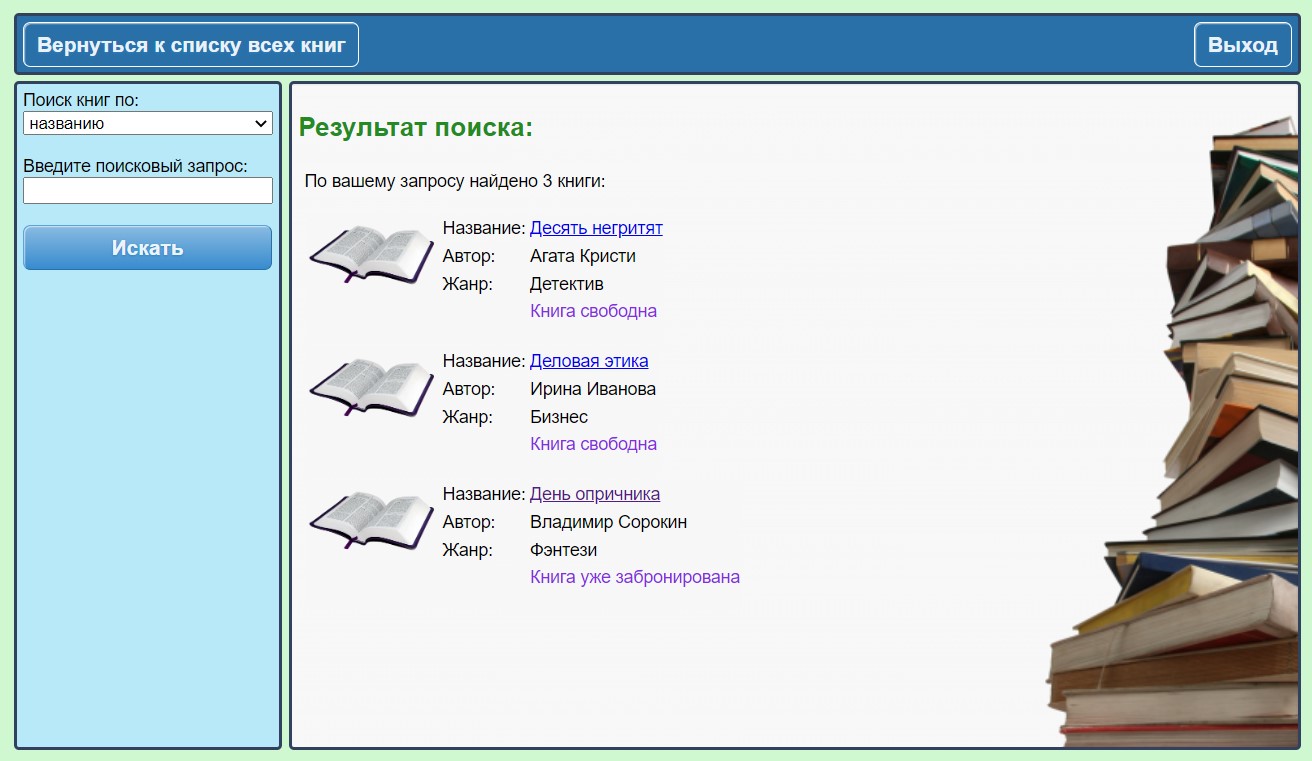 Вернуться к списку всех книг
Выход
Поиск книг по:
названию
Введите поисковый запрос:
Искать
Результат поиска:
По вашему запросу найдено 3 книги:
Название: Десять негритят
Автор: Агата Кристи
Жанр: Детектив
Книга свободна
Название: Деловая этика
Автор: Ирина Иванова
Жанр: Бизнес
Книга свободна
Название: День опричника
Автор: Владимир Сорокин
Жанр: Фэнтези
Книга уже забронирована